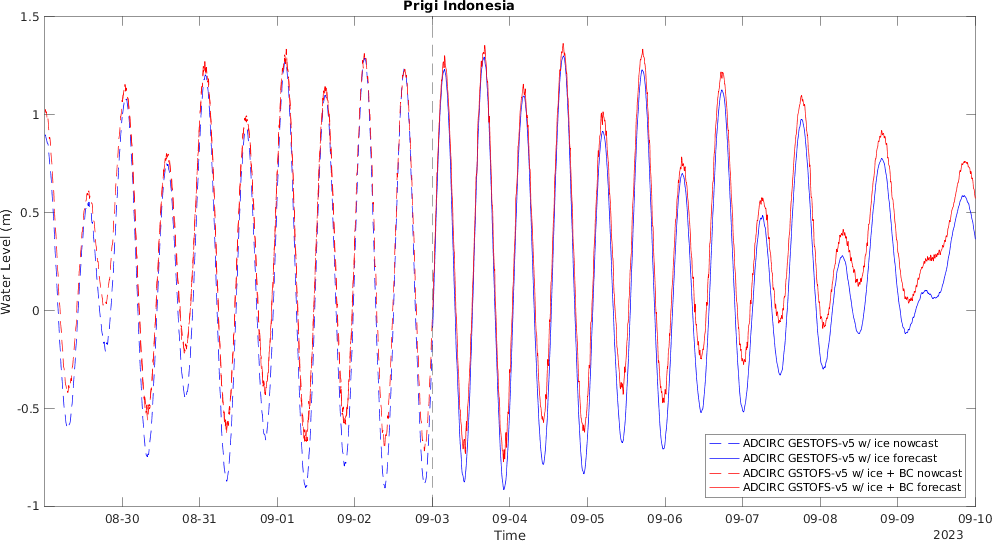 Prigi Indonesia
1.5
1
0.5
0
-0.5
-1
Water Level (m)
ADCIRC GESTOFS-v5 w/ ice nowcast
ADCIRC GESTOFS-v5 w/ ice forecast
ADCIRC GSTOFS-v5 w/ ice + BC nowcast
ADCIRC GSTOFS-v5 w/ ice + BC forecast
08-30 08-31 09-01 09-02 09-03 09-04 09-05 09-06 09-07 09-08 09-09 09-10
Time
2023